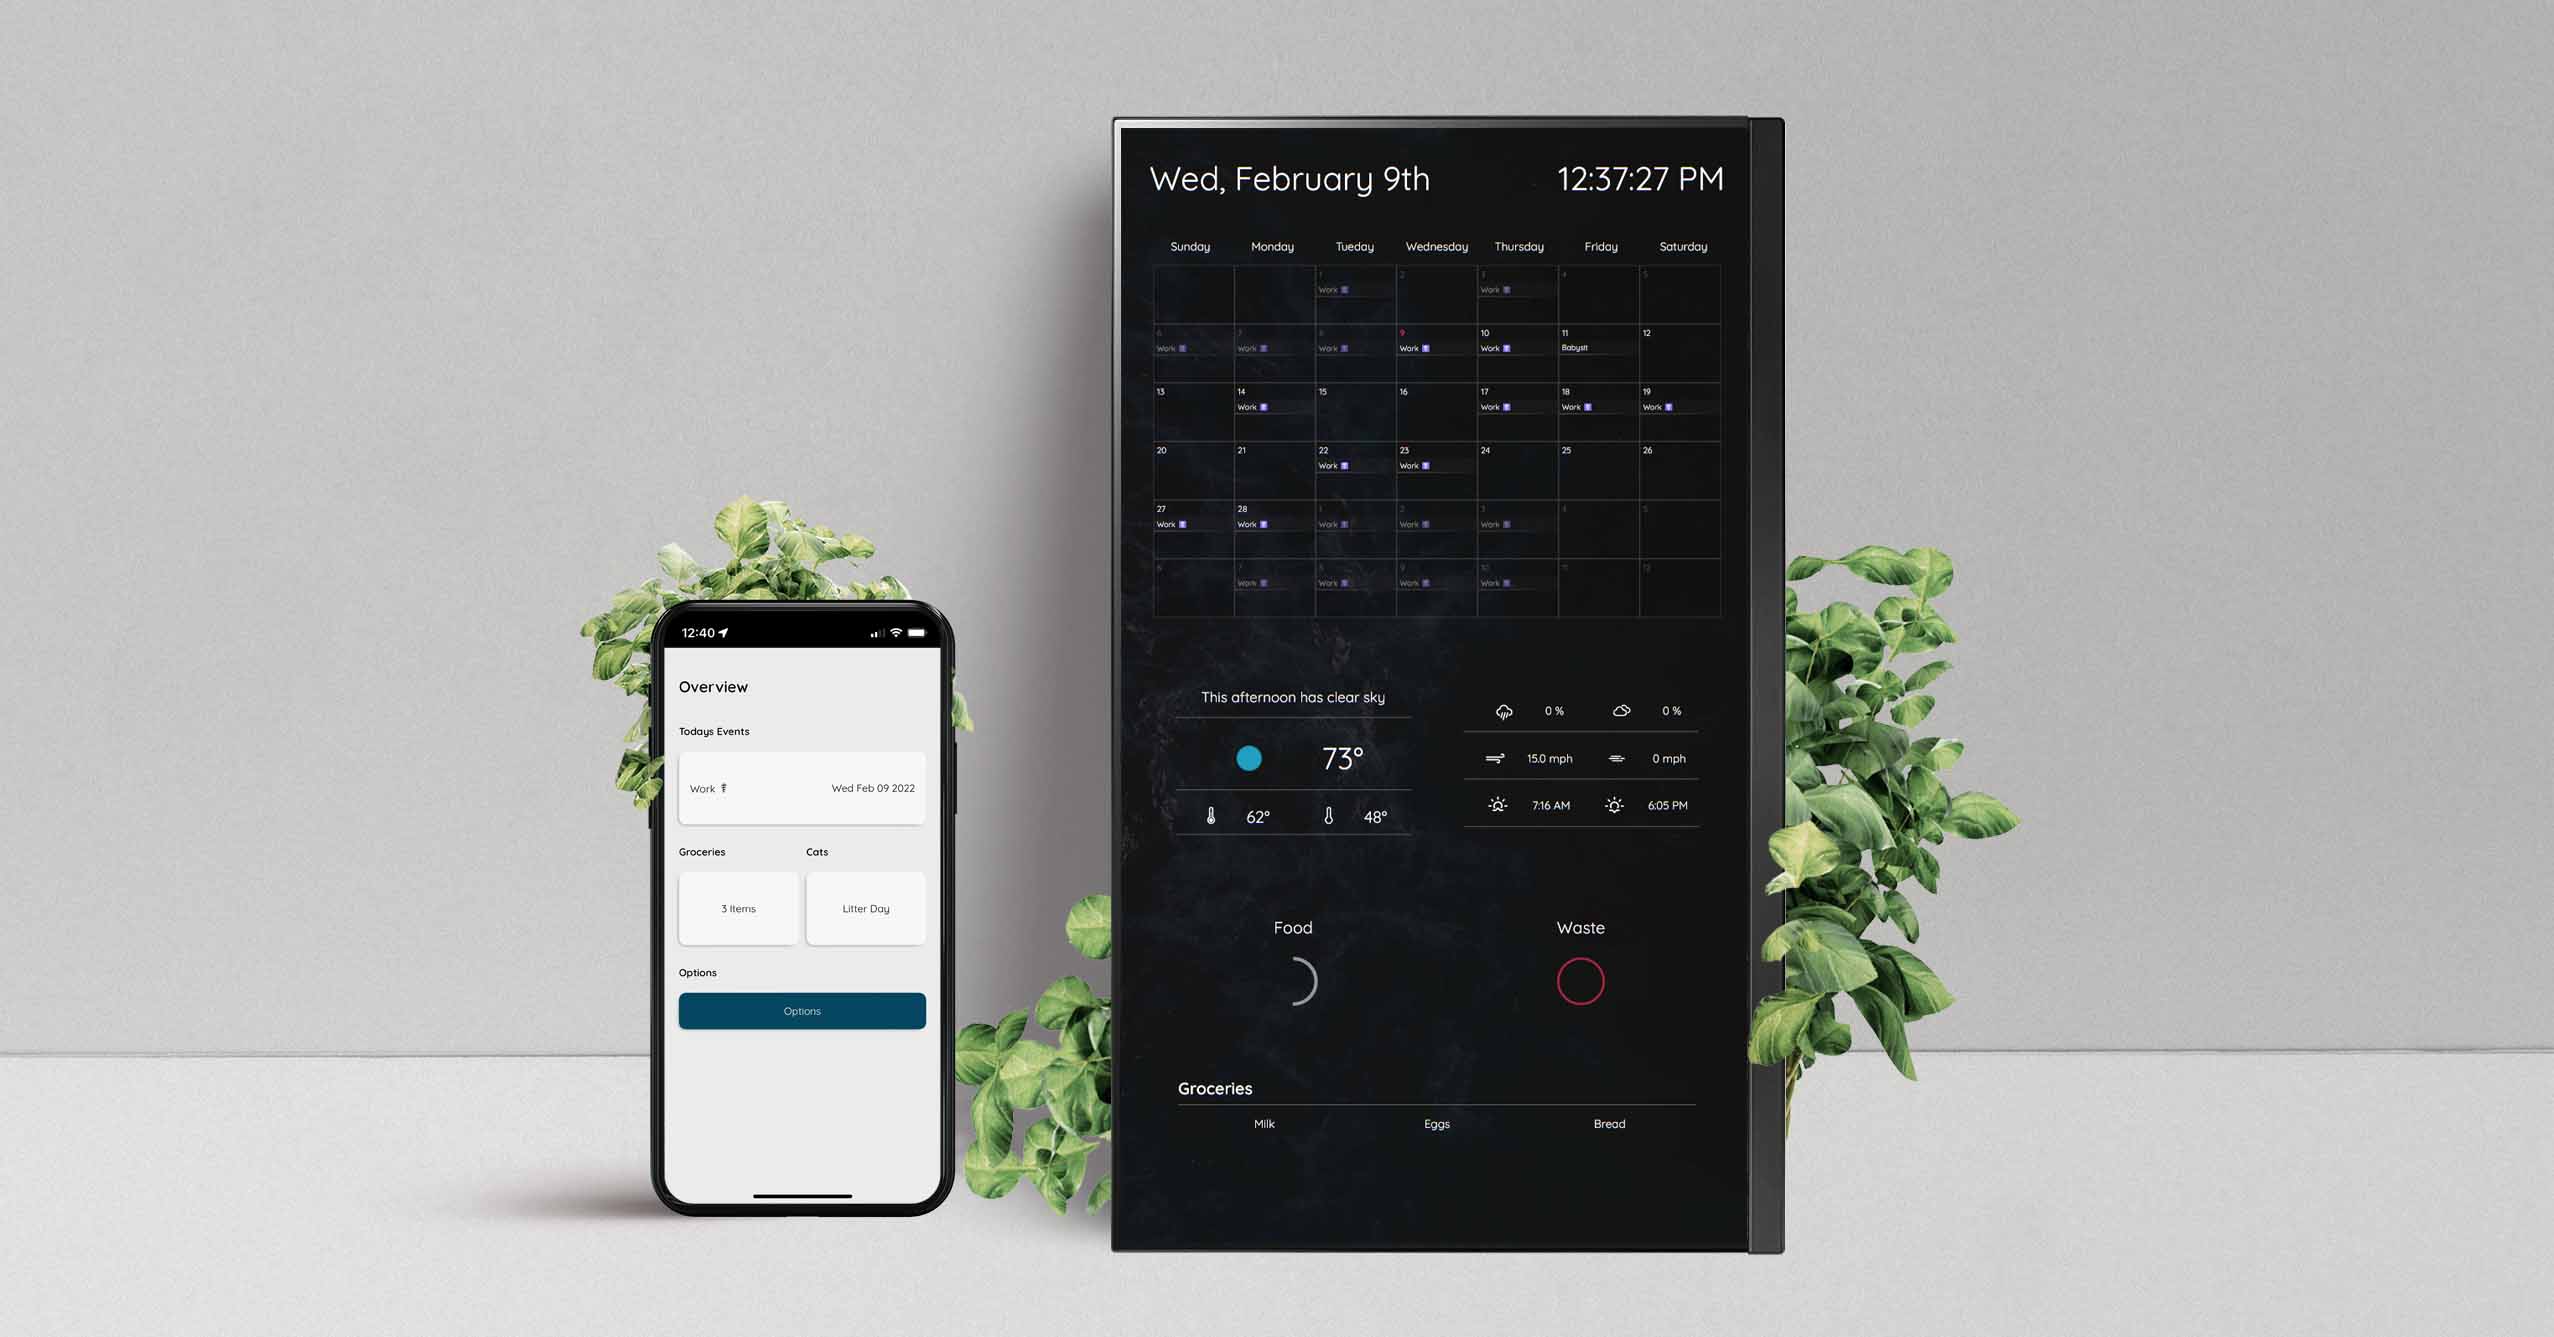 Wed, February 9th 12:37:27 PM
Sunday Monday Tueday Wednesday Thursday Friday Saturday
1 2 3 4 5
Work Work
6 7 8 9 10 11 12
Work Work Work Work Work Babysit
13 14 15 16 17 18 19
Work Work Work Work
20 21 22 23 24 25 26
Work Work
27 28 1 2 3 4 5
Work Work Work Work Work
6 7 8 9 10 11 12
Work Work Work Work
This afternoon has clear sky
73°
62° 48°
0 % 0 %
15.0 mph 0 mph
7:16 AM 6:05 PM
Food Waste
Groceries
Milk Eggs Bread
12:40
Overview
Todays Events
Work Wed Feb 09 2022
Groceries Cats
3 Items Litter Day
Options
Options